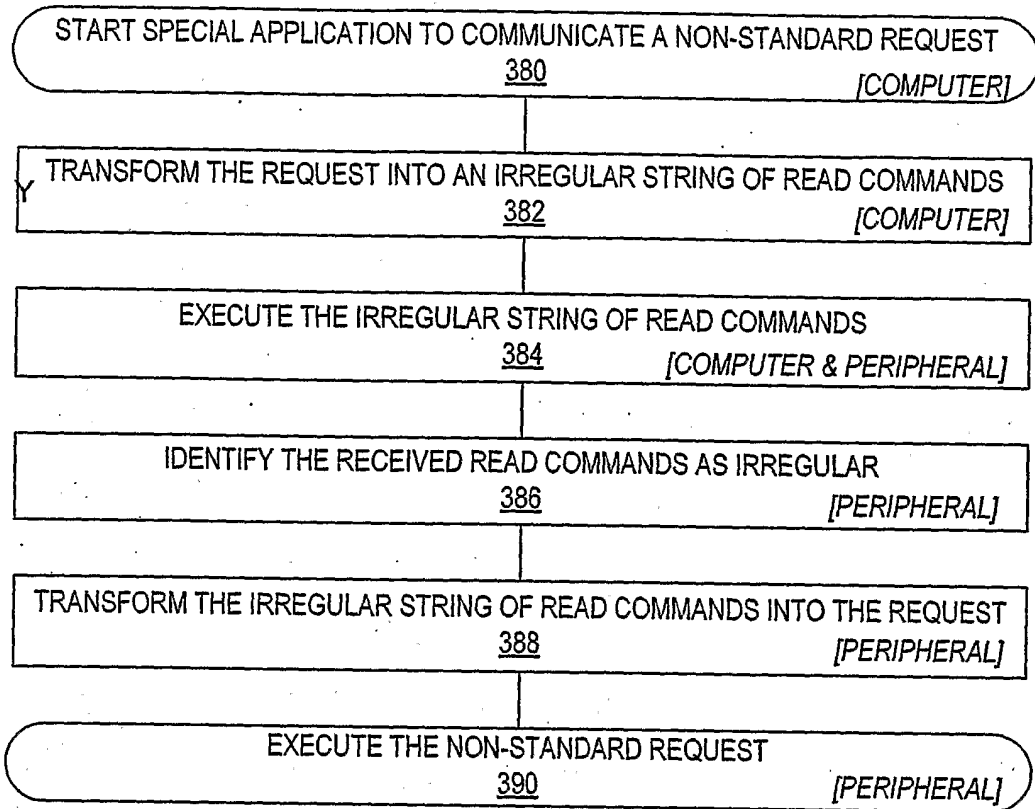 START SPECIAL APPLICATION TO COMMUNICATE A NON-STANDARD REQUEST
380
[COMPUTER]
TRANSFORM THE REQUEST INTO AN IRREGULAR STRING OF READ COMMANDS
Y
382
[COMPUTER]
EXECUTE THE IRREGULAR STRING OF READ COMMANDS
384
[COMPUTER & PERIPHERAL]
IDENTIFY THE RECEIVED READ COMMANDS AS IRREGULAR
386
[PERIPHERAL]
TRANSFORM THE IRREGULAR STRING OF READ COMMANDS INTO THE REQUEST
388
[PERIPHERAL]
EXECUTE THE NON-STANDARD REQUEST
390
[PERIPHERAL]